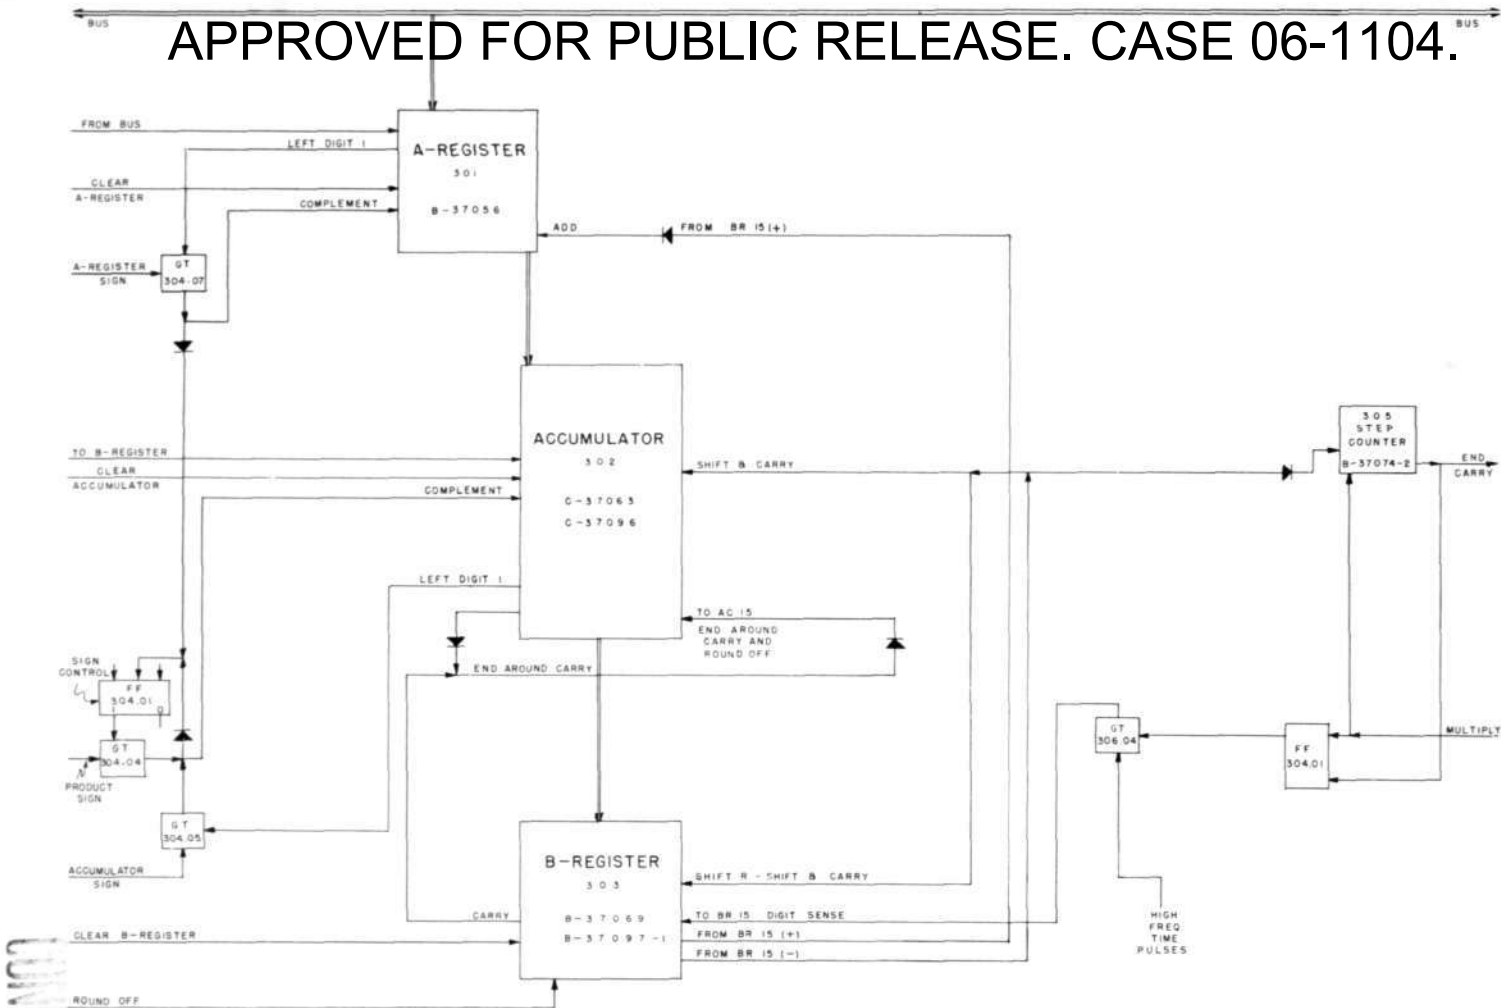 BUS
BUS
APPROVED FOR PUBLIC RELEASE. CASE 06-1104.
FROM BUS
LEFT DIGIT 1
CLEAR
A-REGISTER
COMPLEMENT
A-REGISTER
301
B-37056
ADD
FROM BR 15 (+)
A-REGISTER
SIGN
GT
304.07
ACCUMULATOR
302
C-37063
C-37096
TO B-REGISTER
CLEAR
ACCUMULATOR
COMPLEMENT
SHIFT & CARRY
305
STEP
COUNTER
B-37074-2
END
CARRY
LEFT DIGIT 1
TO AC 15
END AROUND
CARRY AND
ROUND OFF
END AROUND CARRY
SIGN
CONTROL
FF
304.01
1
0
GT
304.04
PRODUCT
SIGN
GT
304.05
ACCUMULATOR
SIGN
GT
306.04
FF
304.01
MULTIPLY
HIGH
FREQ
TIME
PULSES
B-REGISTER
303
B-37069
B-37097-1
SHIFT R - SHIFT & CARRY
CARRY
TO BR 15 DIGIT SENSE
FROM BR 15 (+)
FROM BR 15 (-)
CLEAR B-REGISTER
ROUND OFF